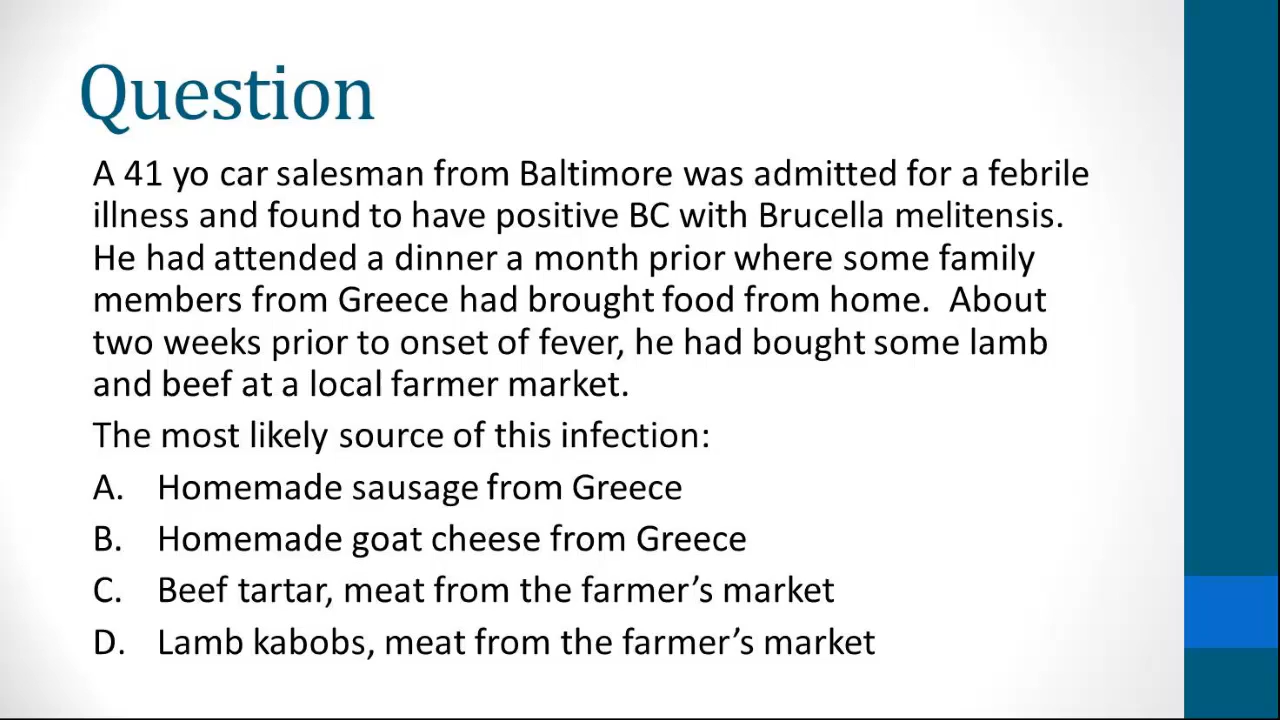 Question
A 41 yo car salesman from Baltimore was admitted for a febrile
illness and found to have positive BC with Brucella melitensis.
He had attended a dinner a month prior where some family
members from Greece had brought food from home.  About
two weeks prior to onset of fever, he had bought some lamb
and beef at a local farmer market.
The most likely source of this infection:
A. Homemade sausage from Greece
B. Homemade goat cheese from Greece
C. Beef tartar, meat from the farmer’s market
D. Lamb kabobs, meat from the farmer’s market